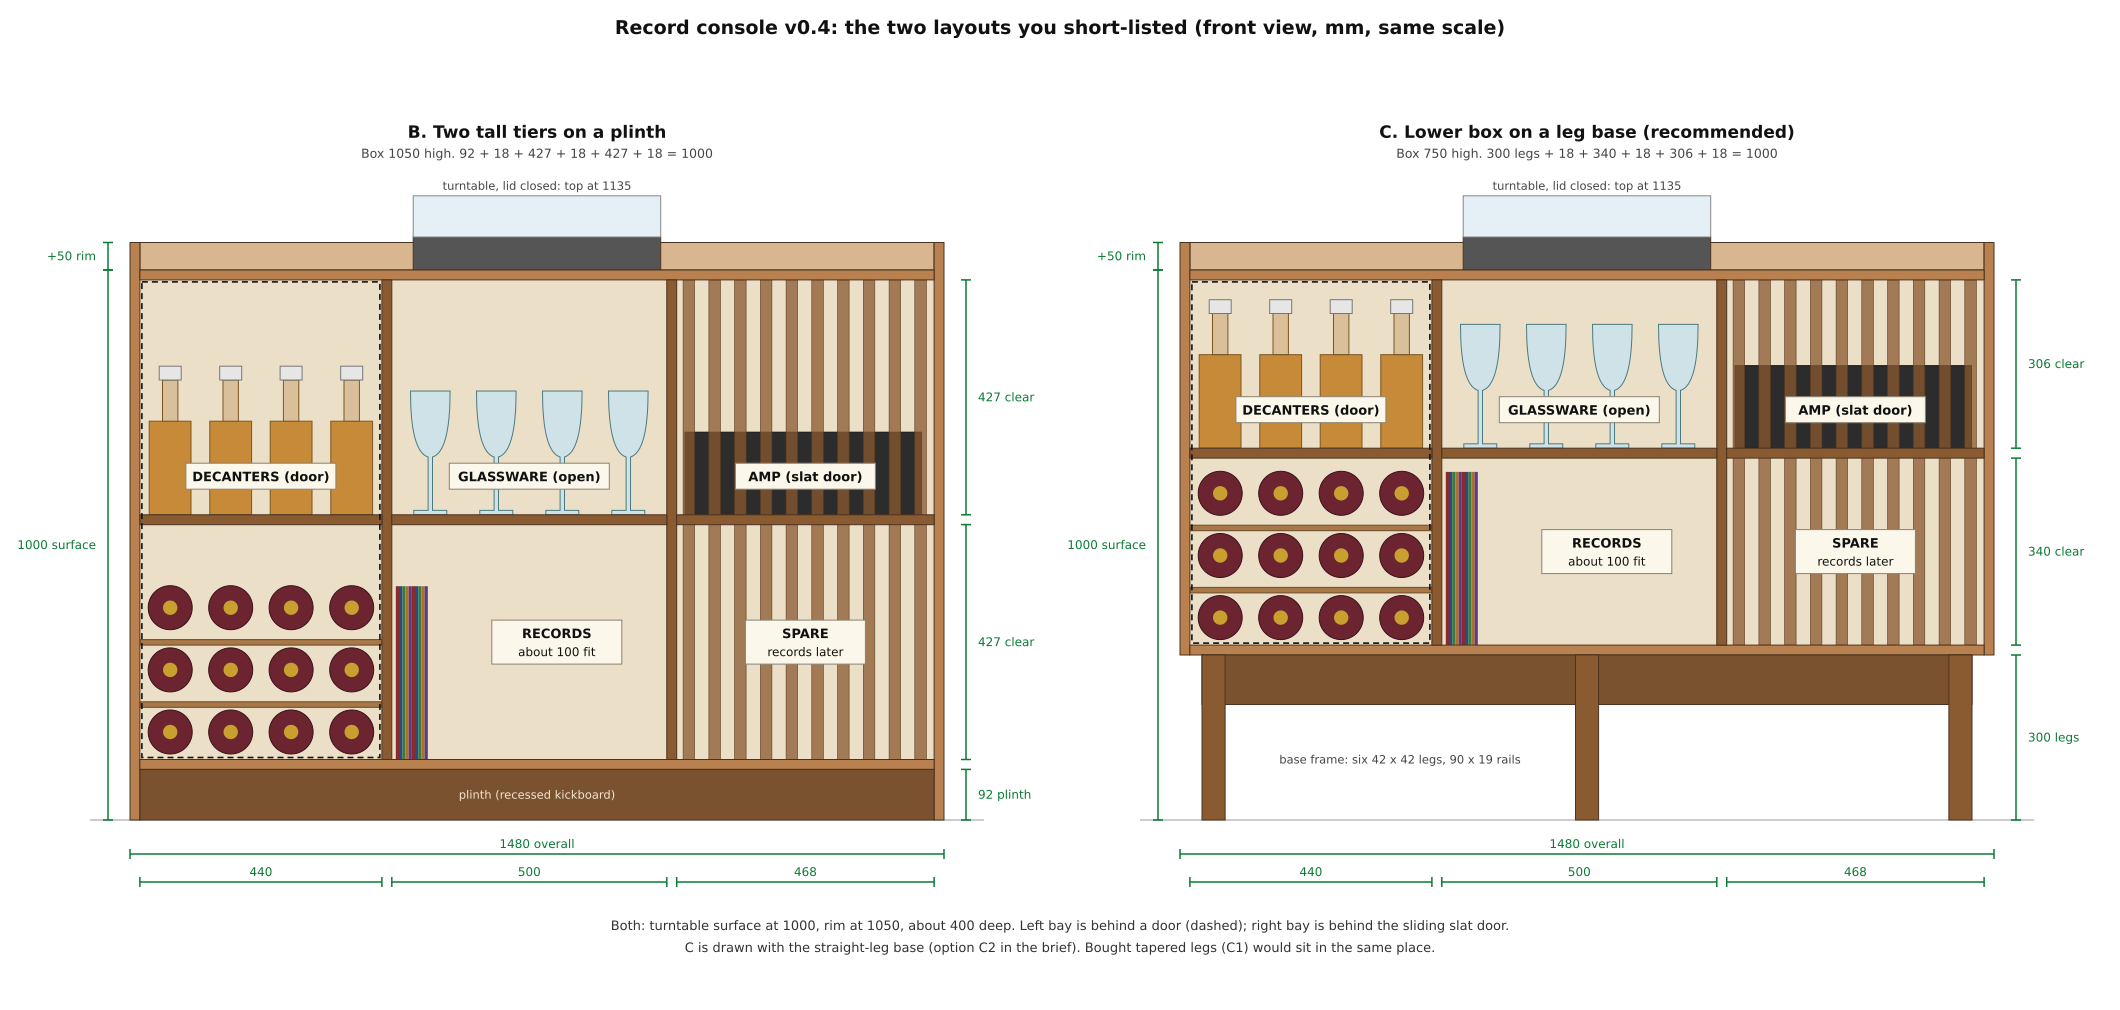 Record console v0.4: the two layouts you short-listed (front view, mm, same scale)
B. Two tall tiers on a plinth
Box 1050 high. 92 + 18 + 427 + 18 + 427 + 18 = 1000
turntable, lid closed: top at 1135
+50 rim
427 clear
DECANTERS (door)
GLASSWARE (open)
AMP (slat door)
1000 surface
RECORDS
about 100 fit
SPARE
records later
427 clear
plinth (recessed kickboard)
92 plinth
1480 overall
440
500
468
C. Lower box on a leg base (recommended)
Box 750 high. 300 legs + 18 + 340 + 18 + 306 + 18 = 1000
turntable, lid closed: top at 1135
+50 rim
306 clear
DECANTERS (door)
GLASSWARE (open)
AMP (slat door)
1000 surface
RECORDS
about 100 fit
SPARE
records later
340 clear
300 legs
base frame: six 42 x 42 legs, 90 x 19 rails
1480 overall
440
500
468
Both: turntable surface at 1000, rim at 1050, about 400 deep. Left bay is behind a door (dashed); right bay is behind the sliding slat door.
C is drawn with the straight-leg base (option C2 in the brief). Bought tapered legs (C1) would sit in the same place.